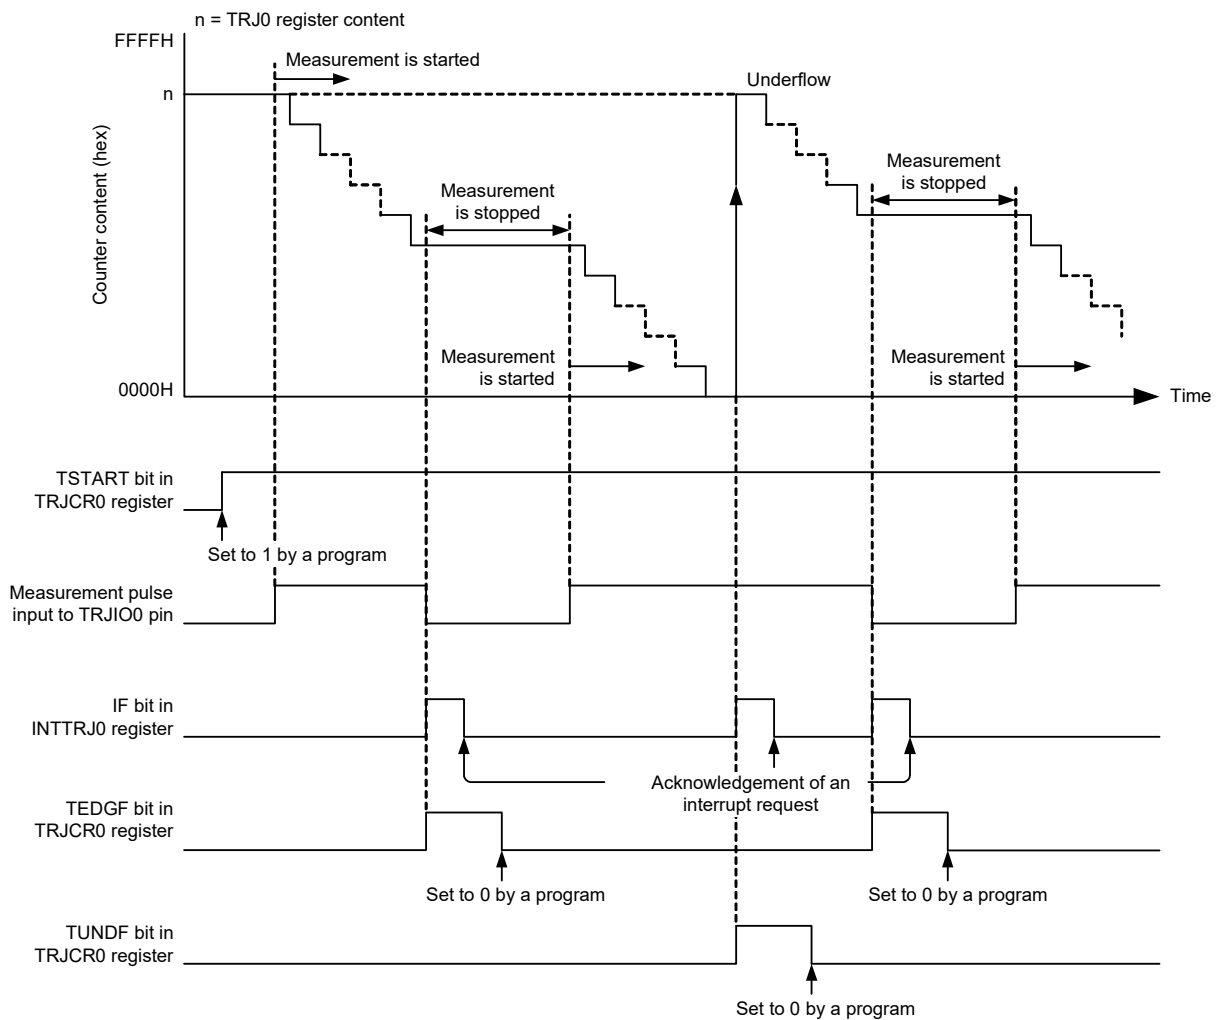 n = TRJ0 register content
FFFFH
Measurement is started
n
Underflow
Counter content (hex)
Measurement
is stopped
Measurement
is stopped
Measurement
is started
Measurement
is started
0000H
Time
TSTART bit in
TRJCR0 register
Set to 1 by a program
Measurement pulse
input to TRJIO0 pin
IF bit in
INTTRJ0 register
Acknowledgement of an
interrupt request
TEDGF bit in
TRJCR0 register
Set to 0 by a program
Set to 0 by a program
TUNDF bit in
TRJCR0 register
Set to 0 by a program